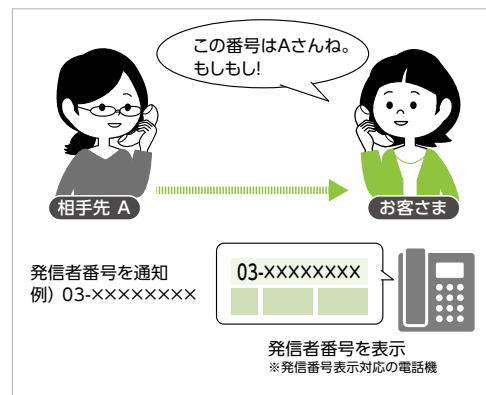 この番号はAさんね。
もしもし!
相手先 A
お客さま
発信者番号を通知
例）03-××××××××
03-××××××××
発信者番号を表示
※発信番号表示対応の電話機